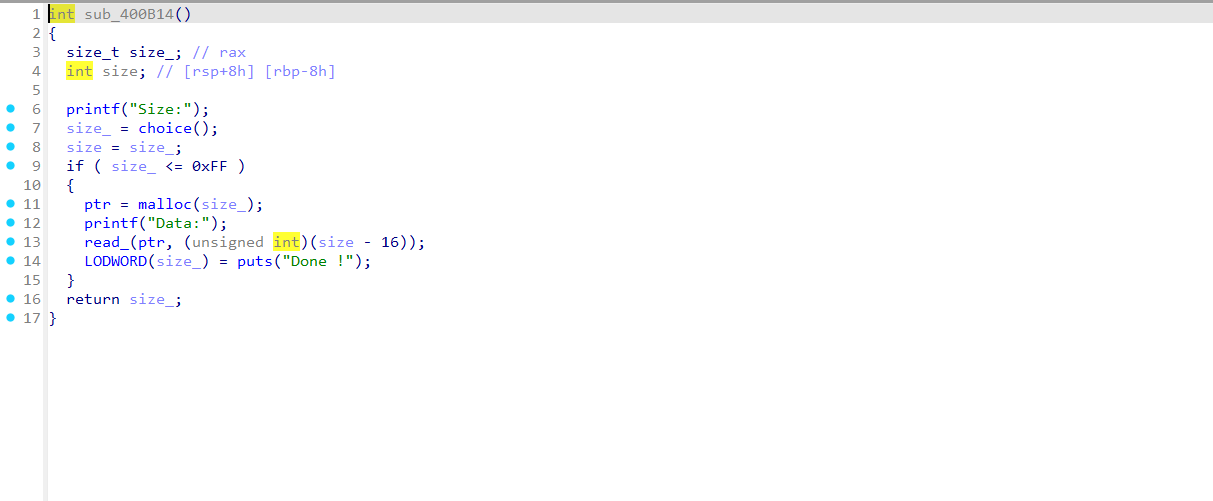 1 int sub_400B14()
2 {
3   size_t size_; // rax
4   int size; // [rsp+8h] [rbp-8h]
5
6   printf("Size:");
7   size_ = choice();
8   size = size_;
9   if ( size_ <= 0xFF )
10   {
11     ptr = malloc(size_);
12     printf("Data:");
13     read_(ptr, (unsigned int)(size - 16));
14     LODWORD(size_) = puts("Done !");
15   }
16   return size_;
17 }